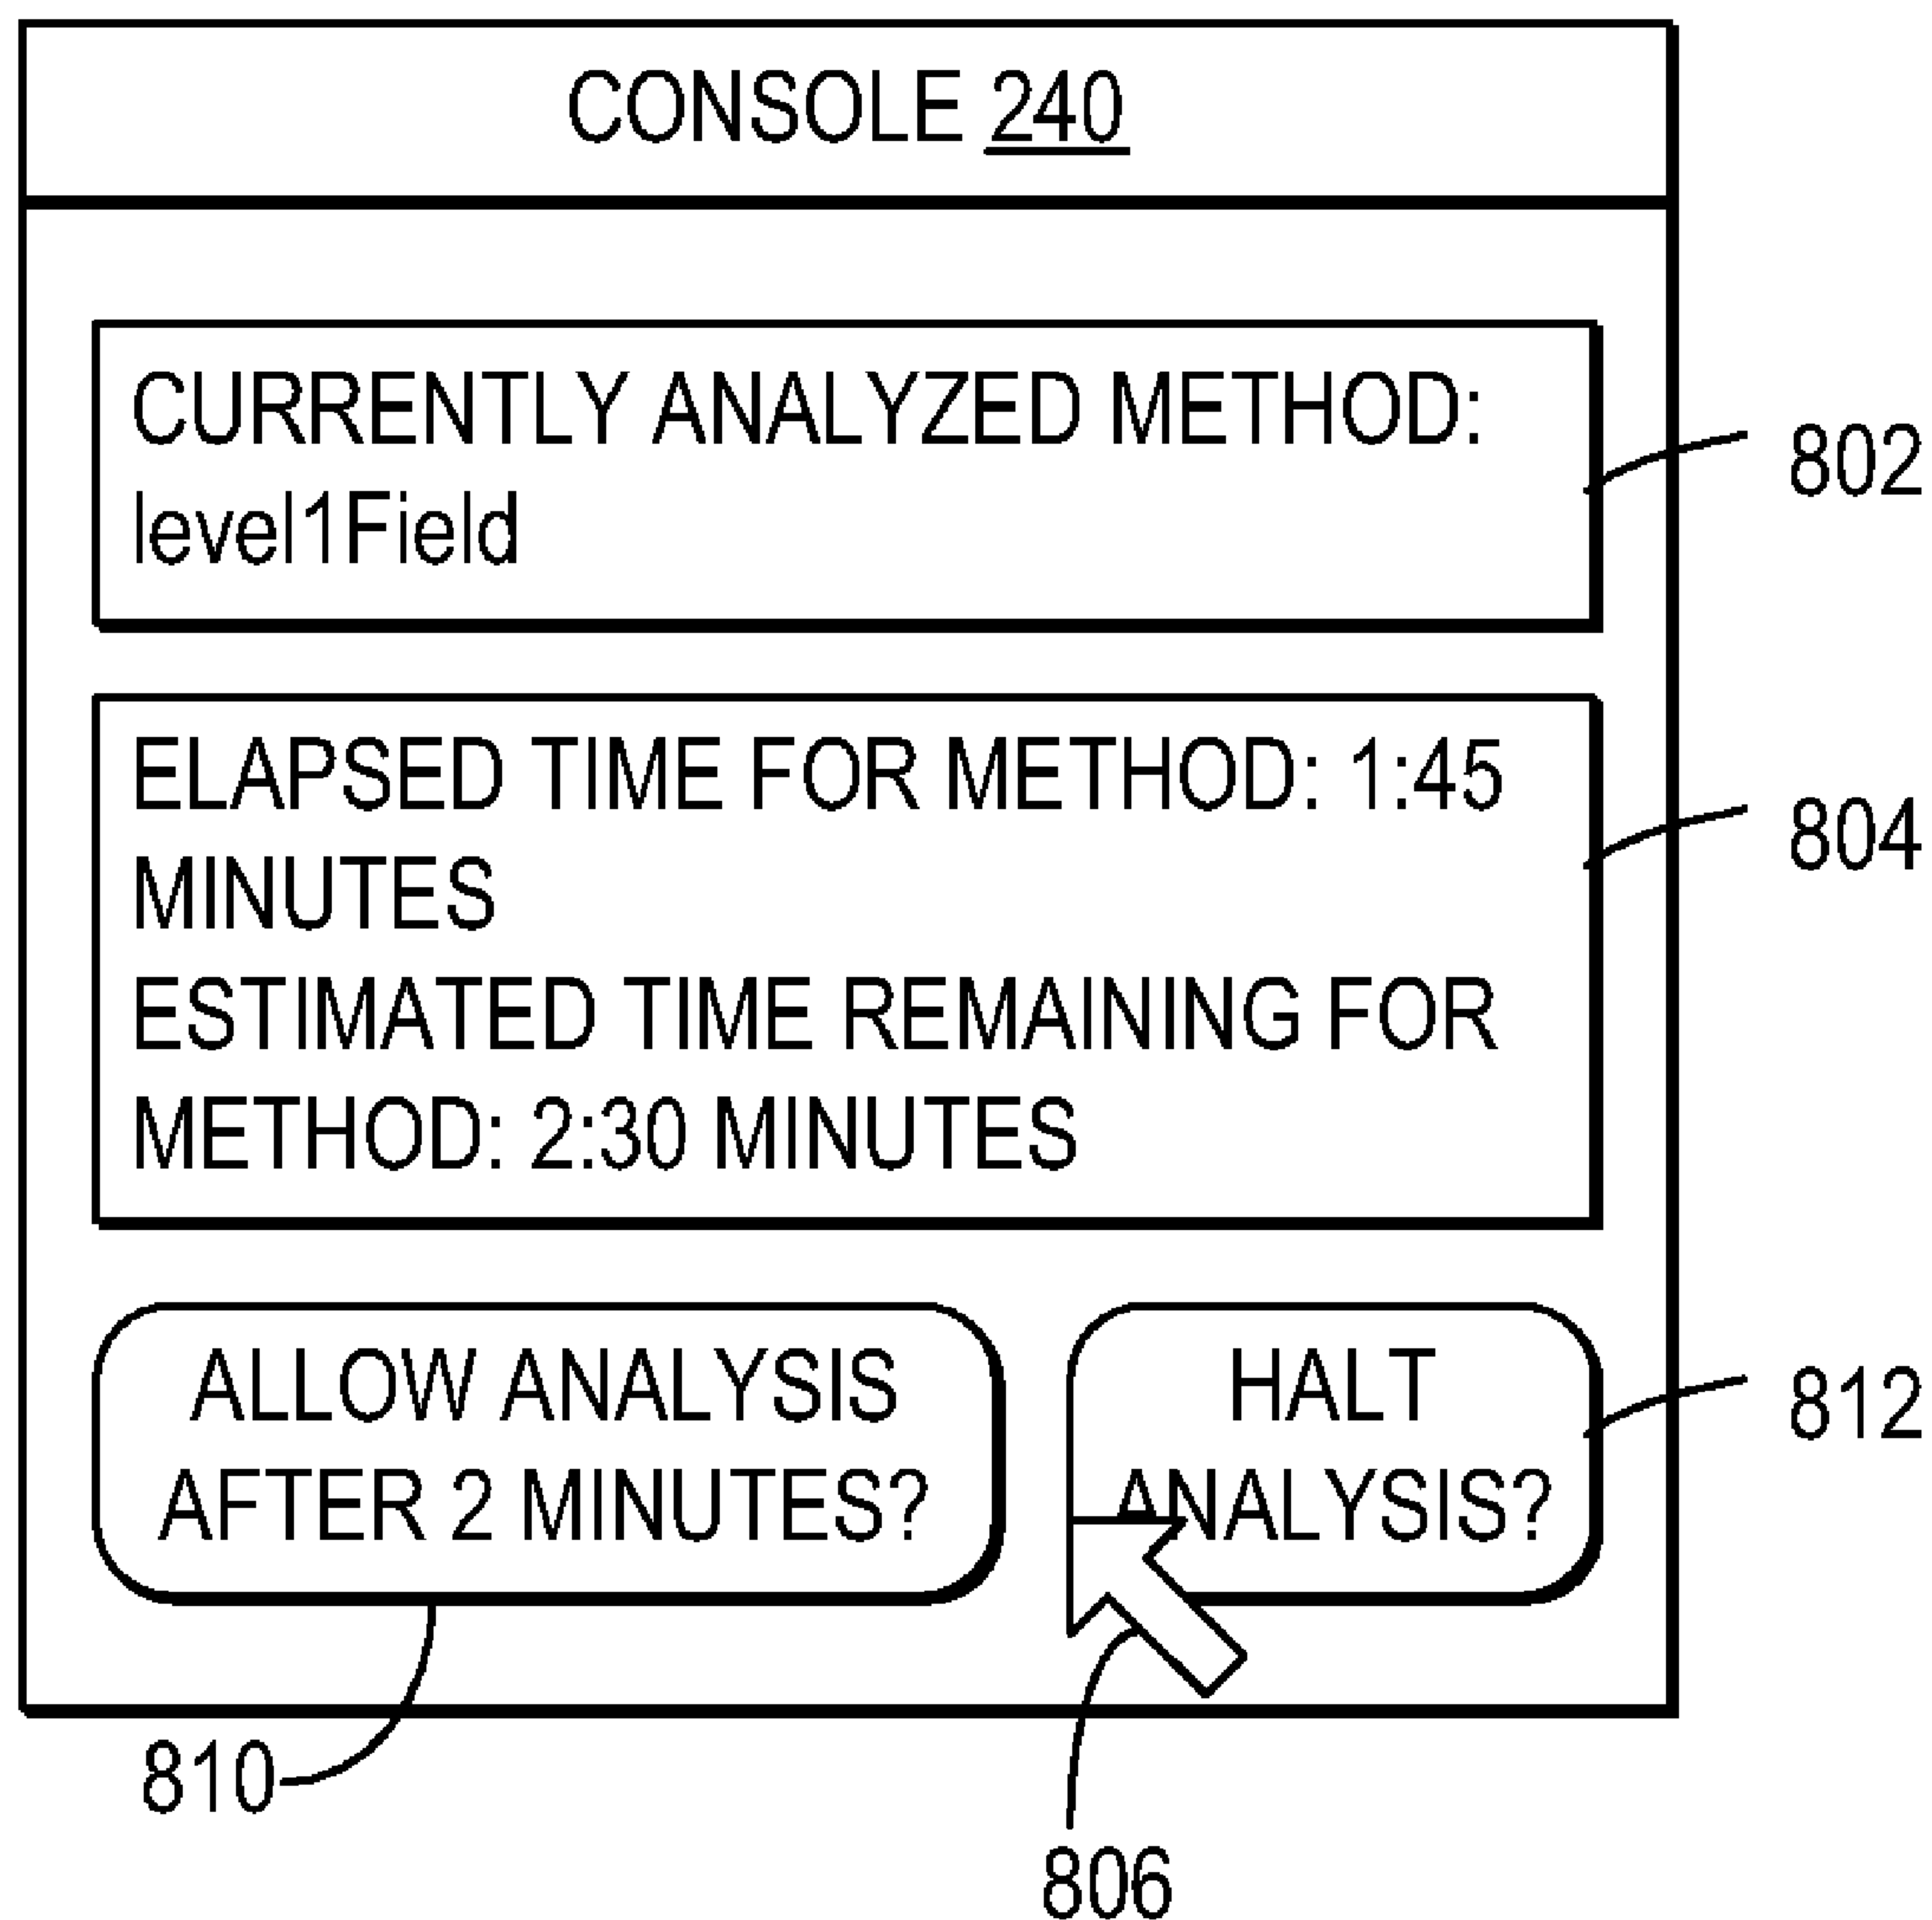 CONSOLE 240
CURRENTLY ANALYZED METHOD:
level1Field
802
ELAPSED TIME FOR METHOD: 1:45
MINUTES
ESTIMATED TIME REMAINING FOR
METHOD: 2:30 MINUTES
804
ALLOW ANALYSIS
AFTER 2 MINUTES?
HALT
ANALYSIS?
812
810
806